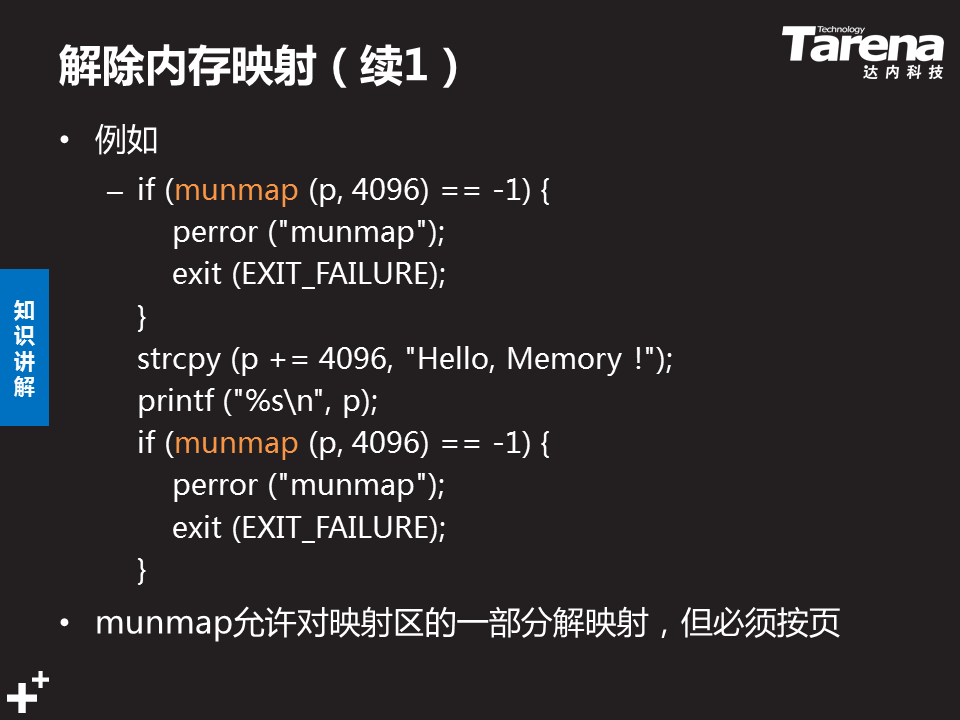 解除内存映射（续1）
Technology
Tarena
达内科技
• 例如
– if (munmap (p, 4096) == -1) {
perror ("munmap");
exit (EXIT_FAILURE);
}
strcpy (p += 4096, "Hello, Memory !");
printf ("%s\n", p);
if (munmap (p, 4096) == -1) {
perror ("munmap");
exit (EXIT_FAILURE);
}
• munmap允许对映射区的一部分解映射，但必须按页
知
识
讲
解